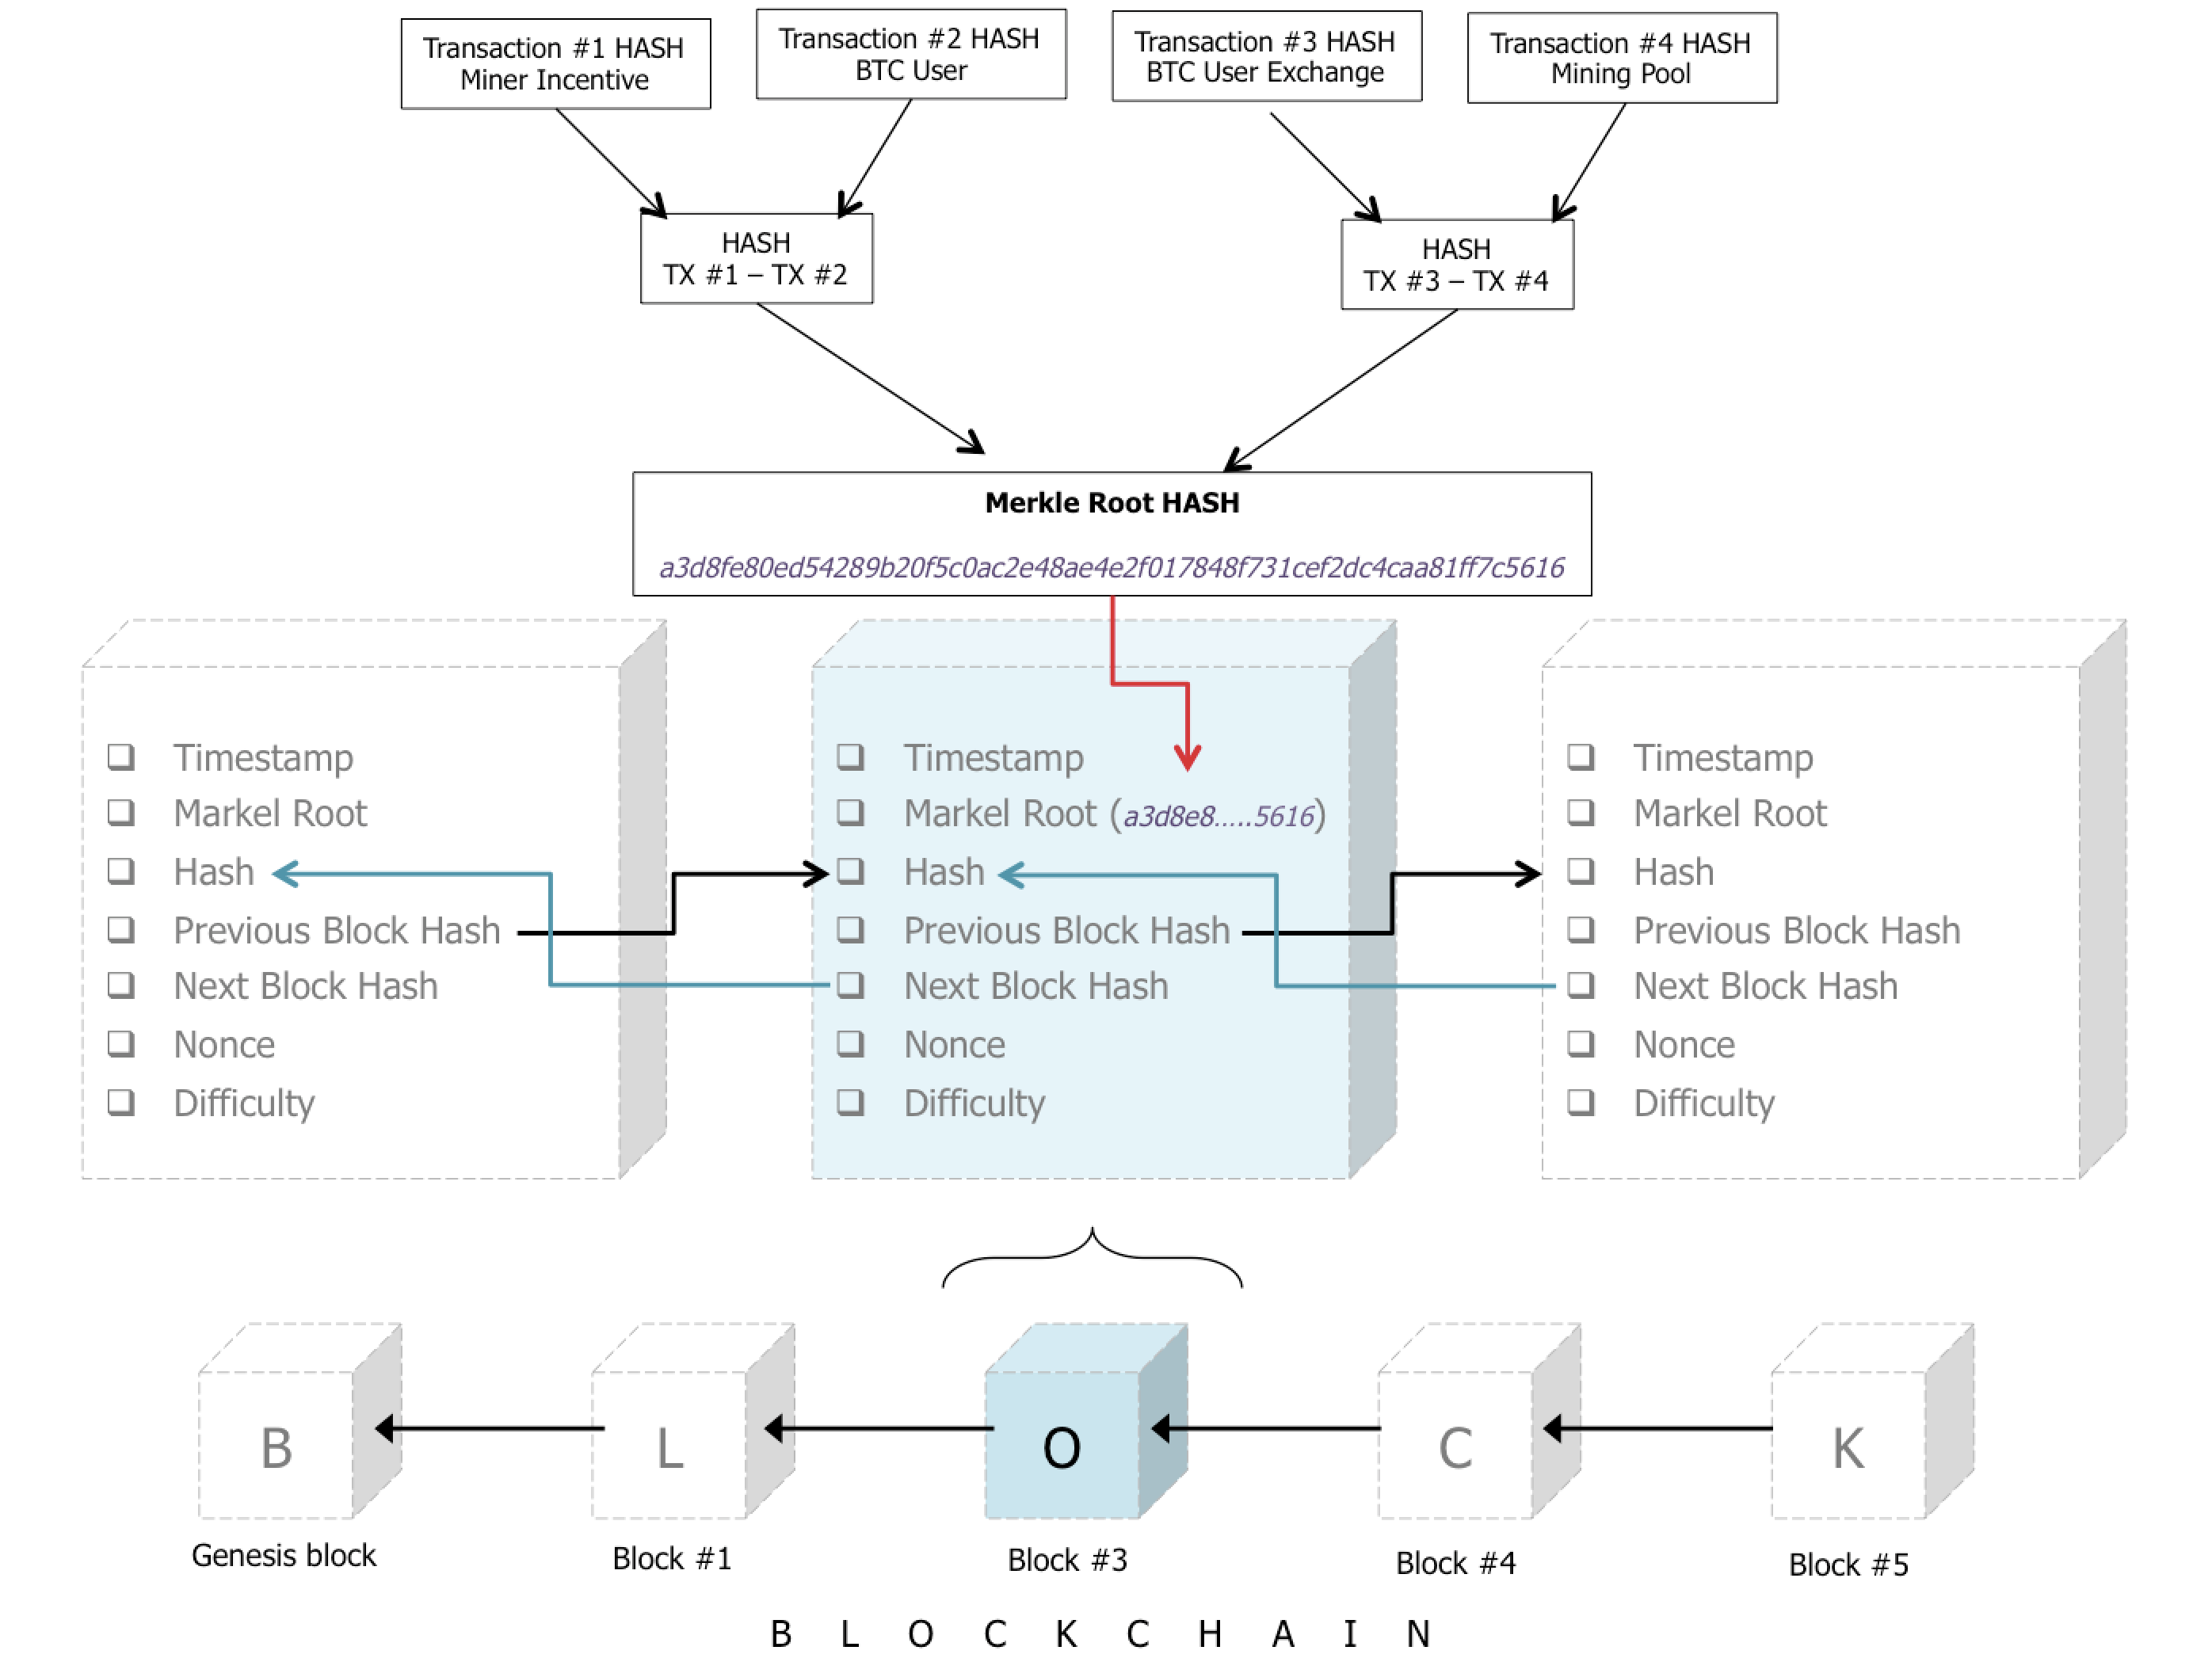 Transaction #1 HASH
Miner Incentive
Transaction #2 HASH
BTC User
Transaction #3 HASH
BTC User Exchange
Transaction #4 HASH
Mining Pool
HASH
TX #1 – TX #2
HASH
TX #3 – TX #4
Merkle Root HASH
a3d8fe80ed54289b20f5c0ac2e48ae4e2f017848f731cef2dc4caa81ff7c5616
Timestamp
Markel Root
Hash
Previous Block Hash
Next Block Hash
Nonce
Difficulty
Timestamp
Markel Root (a3d8e8.....5616)
Hash
Previous Block Hash
Next Block Hash
Nonce
Difficulty
Timestamp
Markel Root
Hash
Previous Block Hash
Next Block Hash
Nonce
Difficulty
B
L
O
C
K
Genesis block
Block #1
Block #3
Block #4
Block #5
B L O C K C H A I N